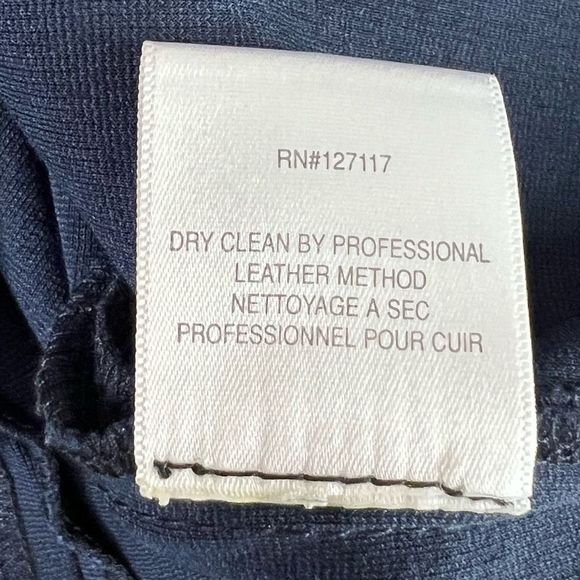 RN#127117
DRY CLEAN BY PROFESSIONAL
LEATHER METHOD
NETTOYAGE A SEC
PROFESSIONNEL POUR CUIR